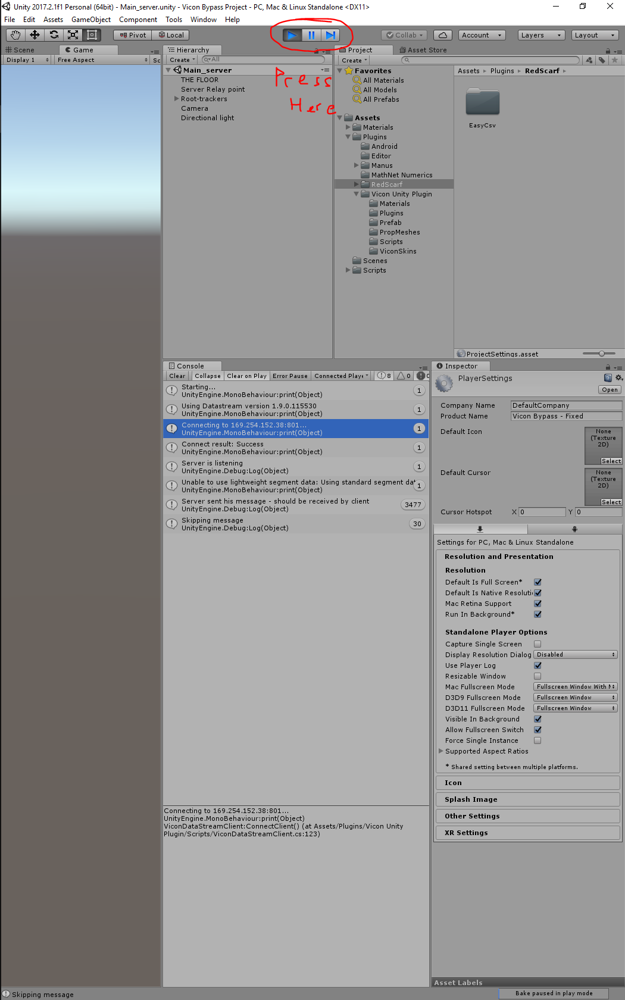 Unity 2017.2.1f1 Personal (64bit) - Main_server.unity - Vicon Bypass Project - PC, Mac & Linux Standalone <DX11>
File Edit Assets GameObject Component Tools Window Help
Pivot Local Collab Account Layers Layout
Scene Game
Display 1 Free Aspect Sc
Hierarchy
Create All
Main_server
THE FLOOR
Server Relay point
Root-trackers
Camera
Directional light
Press
Here
Project Asset Store
Create
Favorites
All Materials
All Models
All Prefabs
Assets
Materials
Plugins
Android
Editor
Manus
MathNet Numerics
RedScarf
Vicon Unity Plugin
Materials
Plugins
Prefab
PropMeshes
Scripts
ViconSkins
Scenes
Scripts
Assets Plugins RedScarf
EasyCsv
ProjectSettings.asset
Console
Clear Collapse Clear on Play Error Pause Connected Playe 8 0 0
Starting...
UnityEngine.MonoBehaviour:print(Object)
1
Using Datastream version 1.9.0.115530
UnityEngine.MonoBehaviour:print(Object)
1
Connecting to 169.254.152.38:801...
UnityEngine.MonoBehaviour:print(Object)
1
Connect result: Success
UnityEngine.MonoBehaviour:print(Object)
1
Server is listening
UnityEngine.Debug:Log(Object)
1
Unable to use lightweight segment data: Using standard segment dat
UnityEngine.MonoBehaviour:print(Object)
1
Server sent his message - should be received by client
UnityEngine.Debug:Log(Object)
3477
Skipping message
UnityEngine.Debug:Log(Object)
30
Connecting to 169.254.152.38:801...
UnityEngine.MonoBehaviour:print(Object)
ViconDataStreamClient:ConnectClient() (at Assets/Plugins/Vicon Unity
Plugin/Scripts/ViconDataStreamClient.cs:123)
Inspector
PlayerSettings
Open
Company Name DefaultCompany
Product Name Vicon Bypass - Fixed
Default Icon
None
(Texture
2D)
Select
Default Cursor
None
(Texture
2D)
Select
Cursor Hotspot X 0 Y 0
Settings for PC, Mac & Linux Standalone
Resolution and Presentation
Resolution
Default Is Full Screen*
Default Is Native Resoluti
Mac Retina Support
Run In Background*
Standalone Player Options
Capture Single Screen
Display Resolution Dialog Disabled
Use Player Log
Resizable Window
Mac Fullscreen Mode Fullscreen Window With M
D3D9 Fullscreen Mode Fullscreen Window
D3D11 Fullscreen Mode Fullscreen Window
Visible In Background
Allow Fullscreen Switch
Force Single Instance
Supported Aspect Ratios
* Shared setting between multiple platforms.
Icon
Splash Image
Other Settings
XR Settings
Asset Labels
Skipping message
Bake paused in play mode